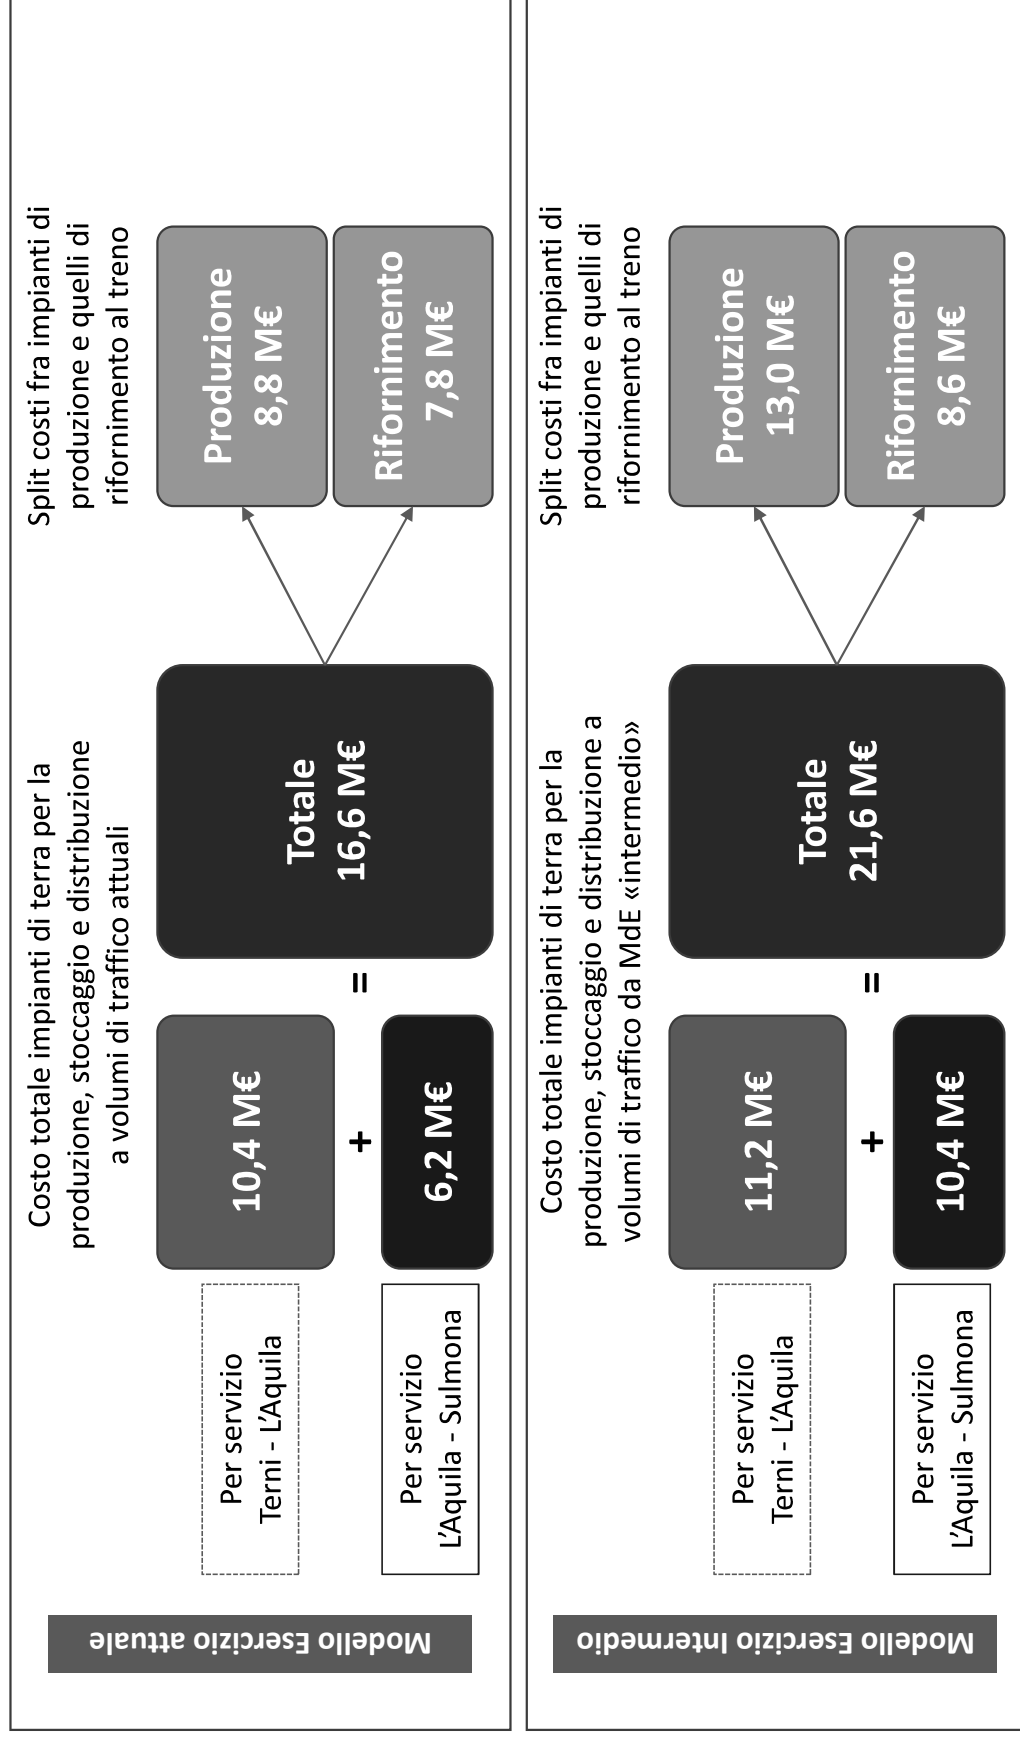 Modello Esercizio attuale
Costo totale impianti di terra per la
produzione, stoccaggio e distribuzione
a volumi di traffico attuali
Split costi fra impianti di
produzione e quelli di
rifornimento al treno
Per servizio
Terni - L'Aquila
10,4 M€
+
Per servizio
L'Aquila - Sulmona
6,2 M€
=
Totale
16,6 M€
Produzione
8,8 M€
Rifornimento
7,8 M€
Modello Esercizio Intermedio
Costo totale impianti di terra per la
produzione, stoccaggio e distribuzione a
volumi di traffico da MdE «intermedio»
Split costi fra impianti di
produzione e quelli di
rifornimento al treno
Per servizio
Terni - L'Aquila
11,2 M€
+
Per servizio
L'Aquila - Sulmona
10,4 M€
=
Totale
21,6 M€
Produzione
13,0 M€
Rifornimento
8,6 M€